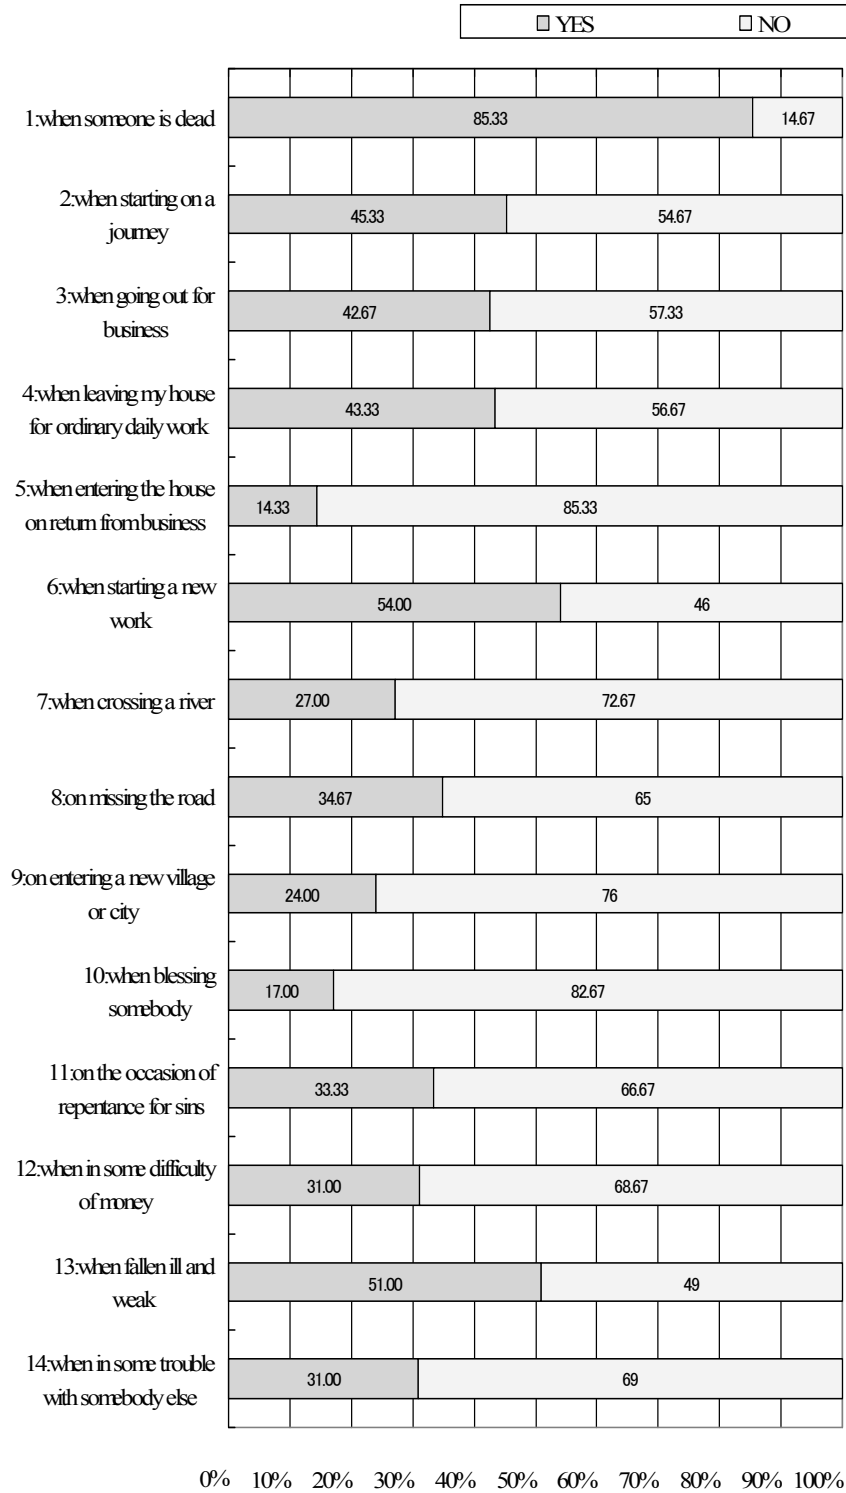 YES NO
1:when someone is dead 85.33 14.67
2:when starting on a
journey 45.33 54.67
3:when going out for
business 42.67 57.33
4:when leaving my house
for ordinary daily work 43.33 56.67
5:when entering the house
on return from business 14.33 85.33
6:when starting a new
work 54.00 46
7:when crossing a river 27.00 72.67
8:on missing the road 34.67 65
9:on entering a new village
or city 24.00 76
10:when blessing
somebody 17.00 82.67
11:on the occasion of
repentance for sins 33.33 66.67
12:when in some difficulty
of money 31.00 68.67
13:when fallen ill and
weak 51.00 49
14:when in some trouble
with somebody else 31.00 69
0% 10% 20% 30% 40% 50% 60% 70% 80% 90% 100%